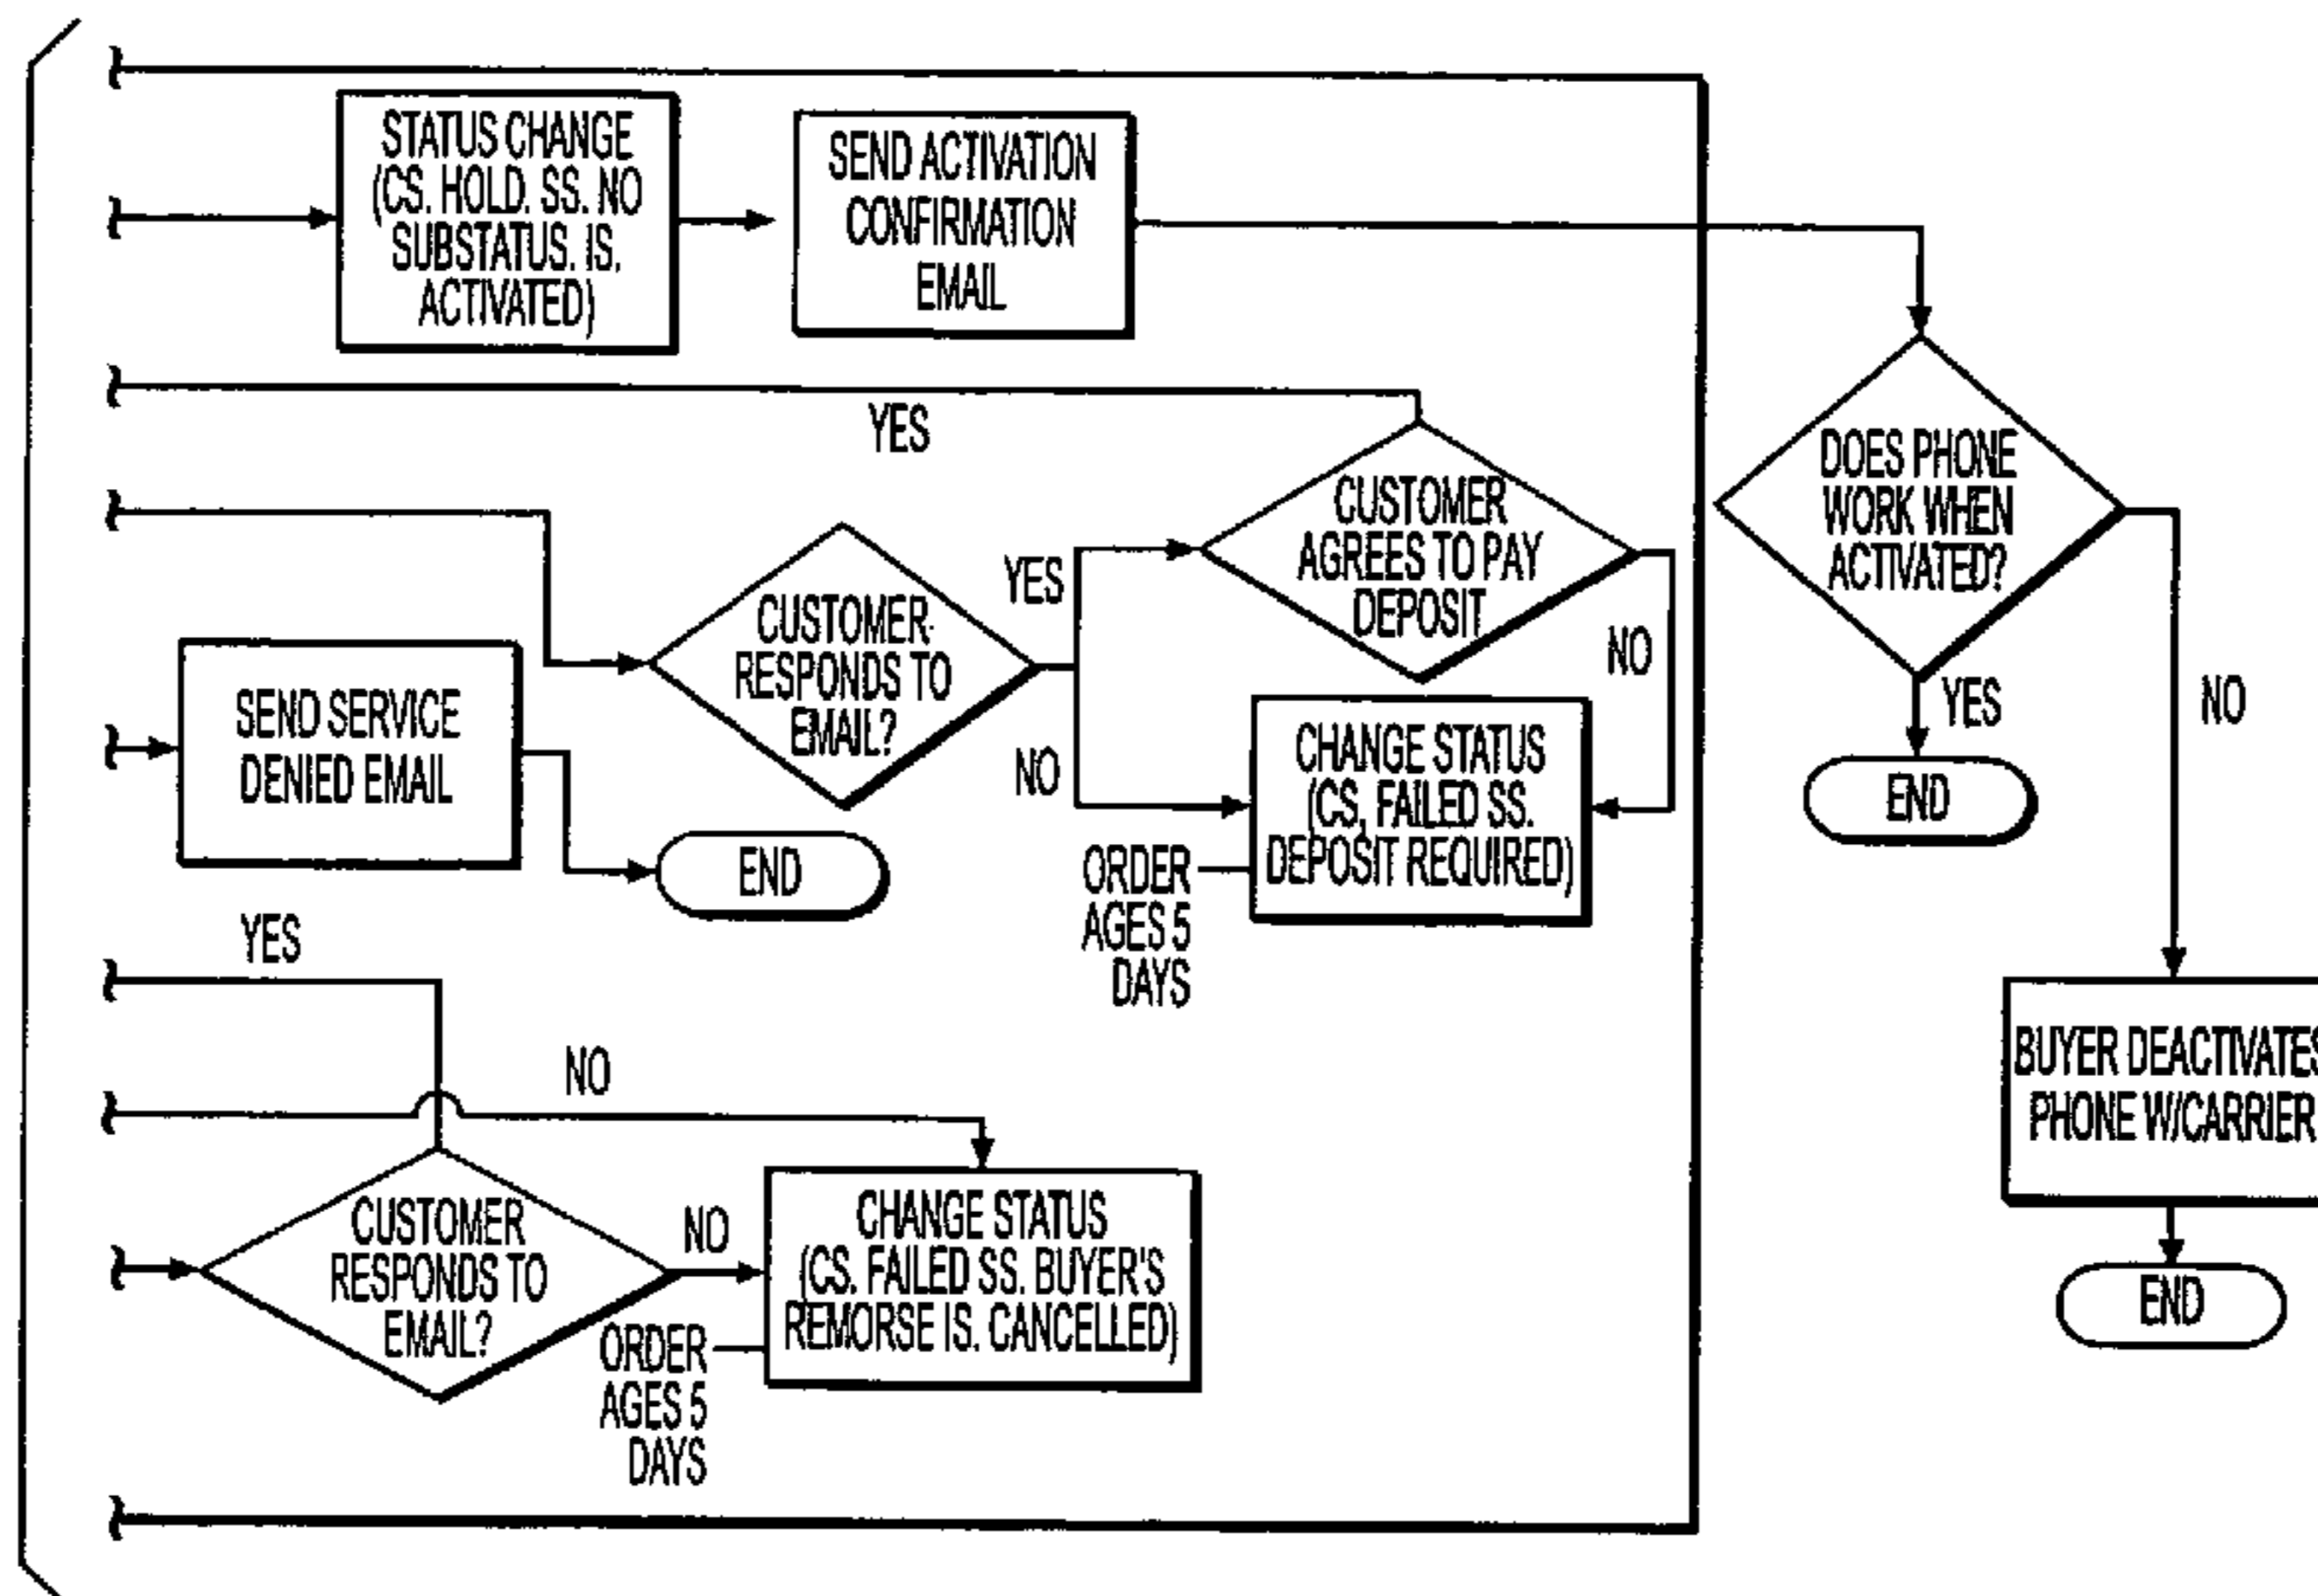 STATUS CHANGE
(CS. HOLD. SS. NO
SUBSTATUS. IS.
ACTIVATED)
SEND ACTIVATION
CONFIRMATION
EMAIL
YES
DOES PHONE
WORK WHEN
ACTIVATED?
YES
NO
END
BUYER DEACTIVATES
PHONE W/CARRIER
END
CUSTOMER
RESPONDS TO
EMAIL?
YES
NO
CUSTOMER
AGREES TO PAY
DEPOSIT
NO
CHANGE STATUS
(CS, FAILED SS.
DEPOSIT REQUIRED)
ORDER
AGES 5
DAYS
SEND SERVICE
DENIED EMAIL
END
YES
NO
CUSTOMER
RESPONDS TO
EMAIL?
NO
CHANGE STATUS
(CS. FAILED SS. BUYER'S
REMORSE IS. CANCELLED)
ORDER
AGES 5
DAYS